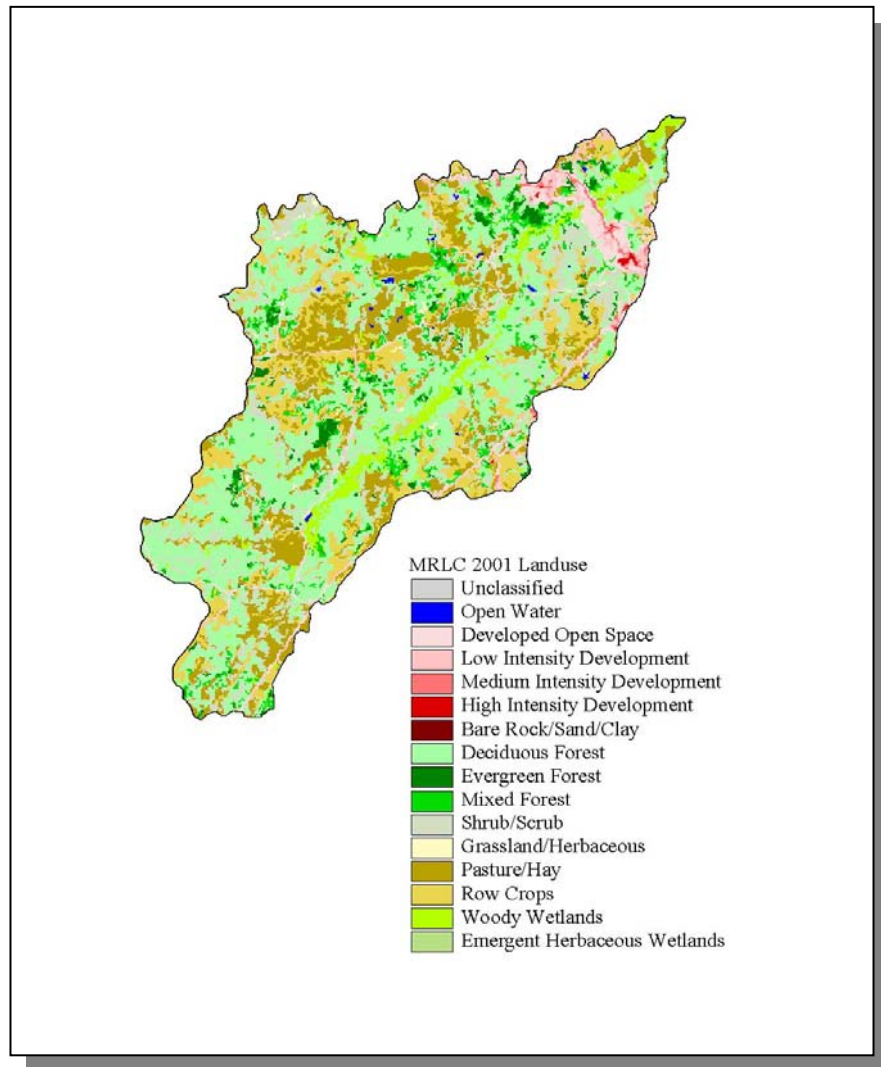 MRLC 2001 Landuse
Unclassified
Open Water
Developed Open Space
Low Intensity Development
Medium Intensity Development
High Intensity Development
Bare Rock/Sand/Clay
Deciduous Forest
Evergreen Forest
Mixed Forest
Shrub/Scrub
Grassland/Herbaceous
Pasture/Hay
Row Crops
Woody Wetlands
Emergent Herbaceous Wetlands